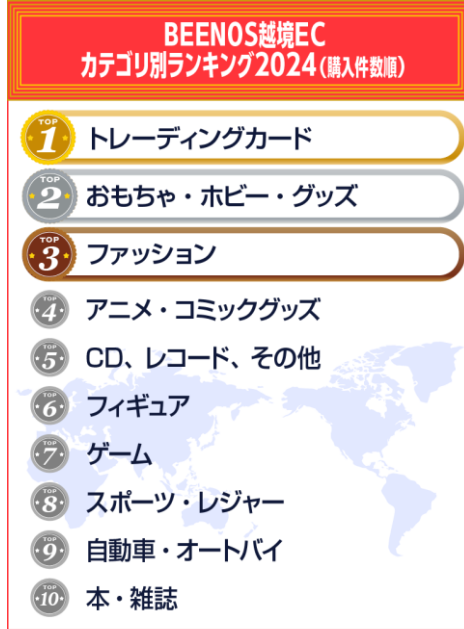 BEENOS越境EC
カテゴリ別ランキング2024(購入件数順)
TOP 1 トレーディングカード
TOP 2 おもちゃ・ホビー・グッズ
TOP 3 ファッション
TOP 4 アニメ・コミックグッズ
TOP 5 CD、レコード、その他
TOP 6 フィギュア
TOP 7 ゲーム
TOP 8 スポーツ・レジャー
TOP 9 自動車・オートバイ
TOP 10 本・雑誌